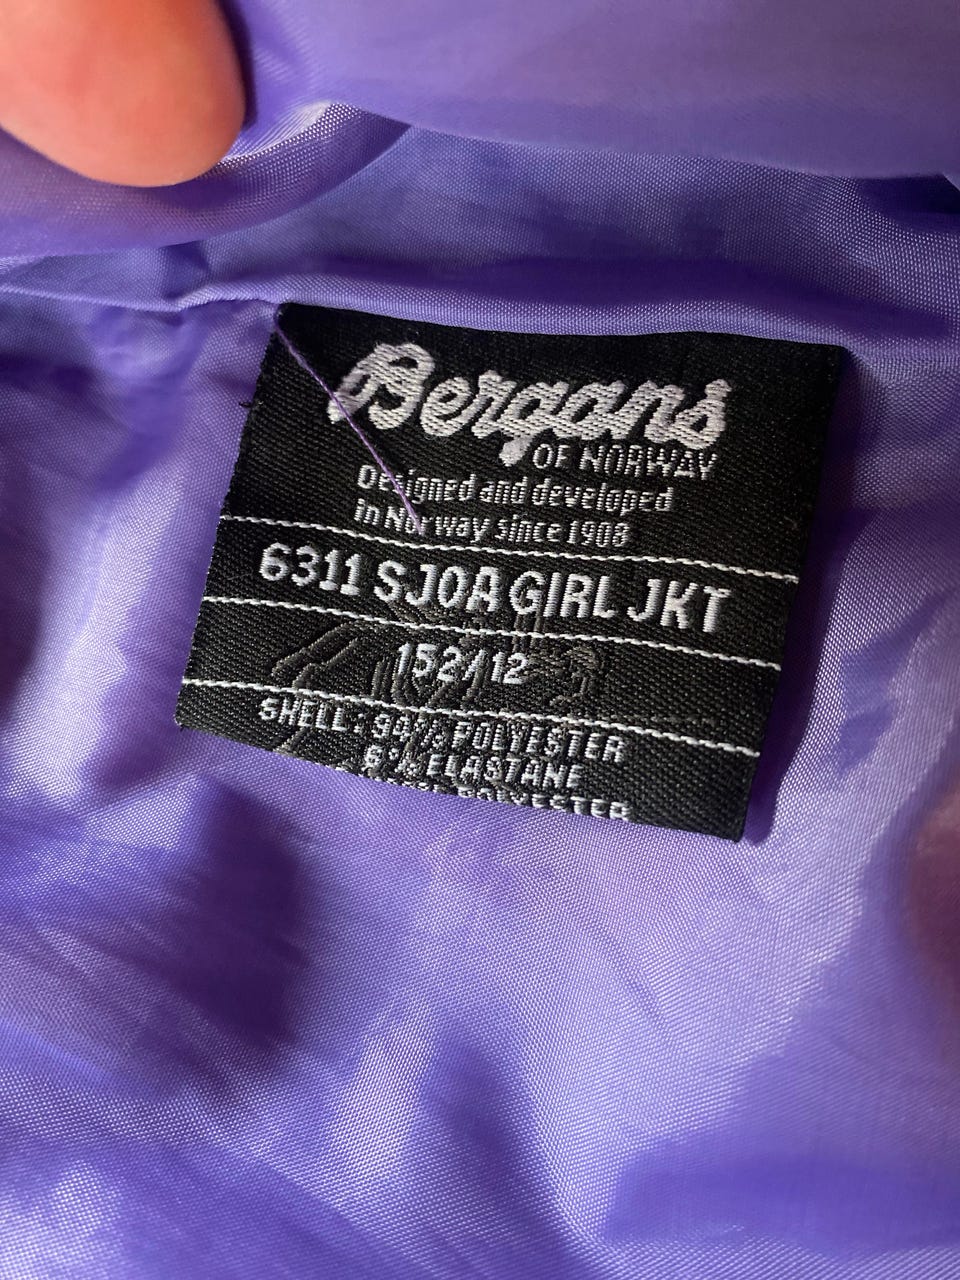 Bergans
OF NORWAY
Designed and developed
in Norway since 1908
6311 SJOA GIRL JKT
152/12
SHELL: 94% POLYESTER
6% ELASTANE
POLYESTER